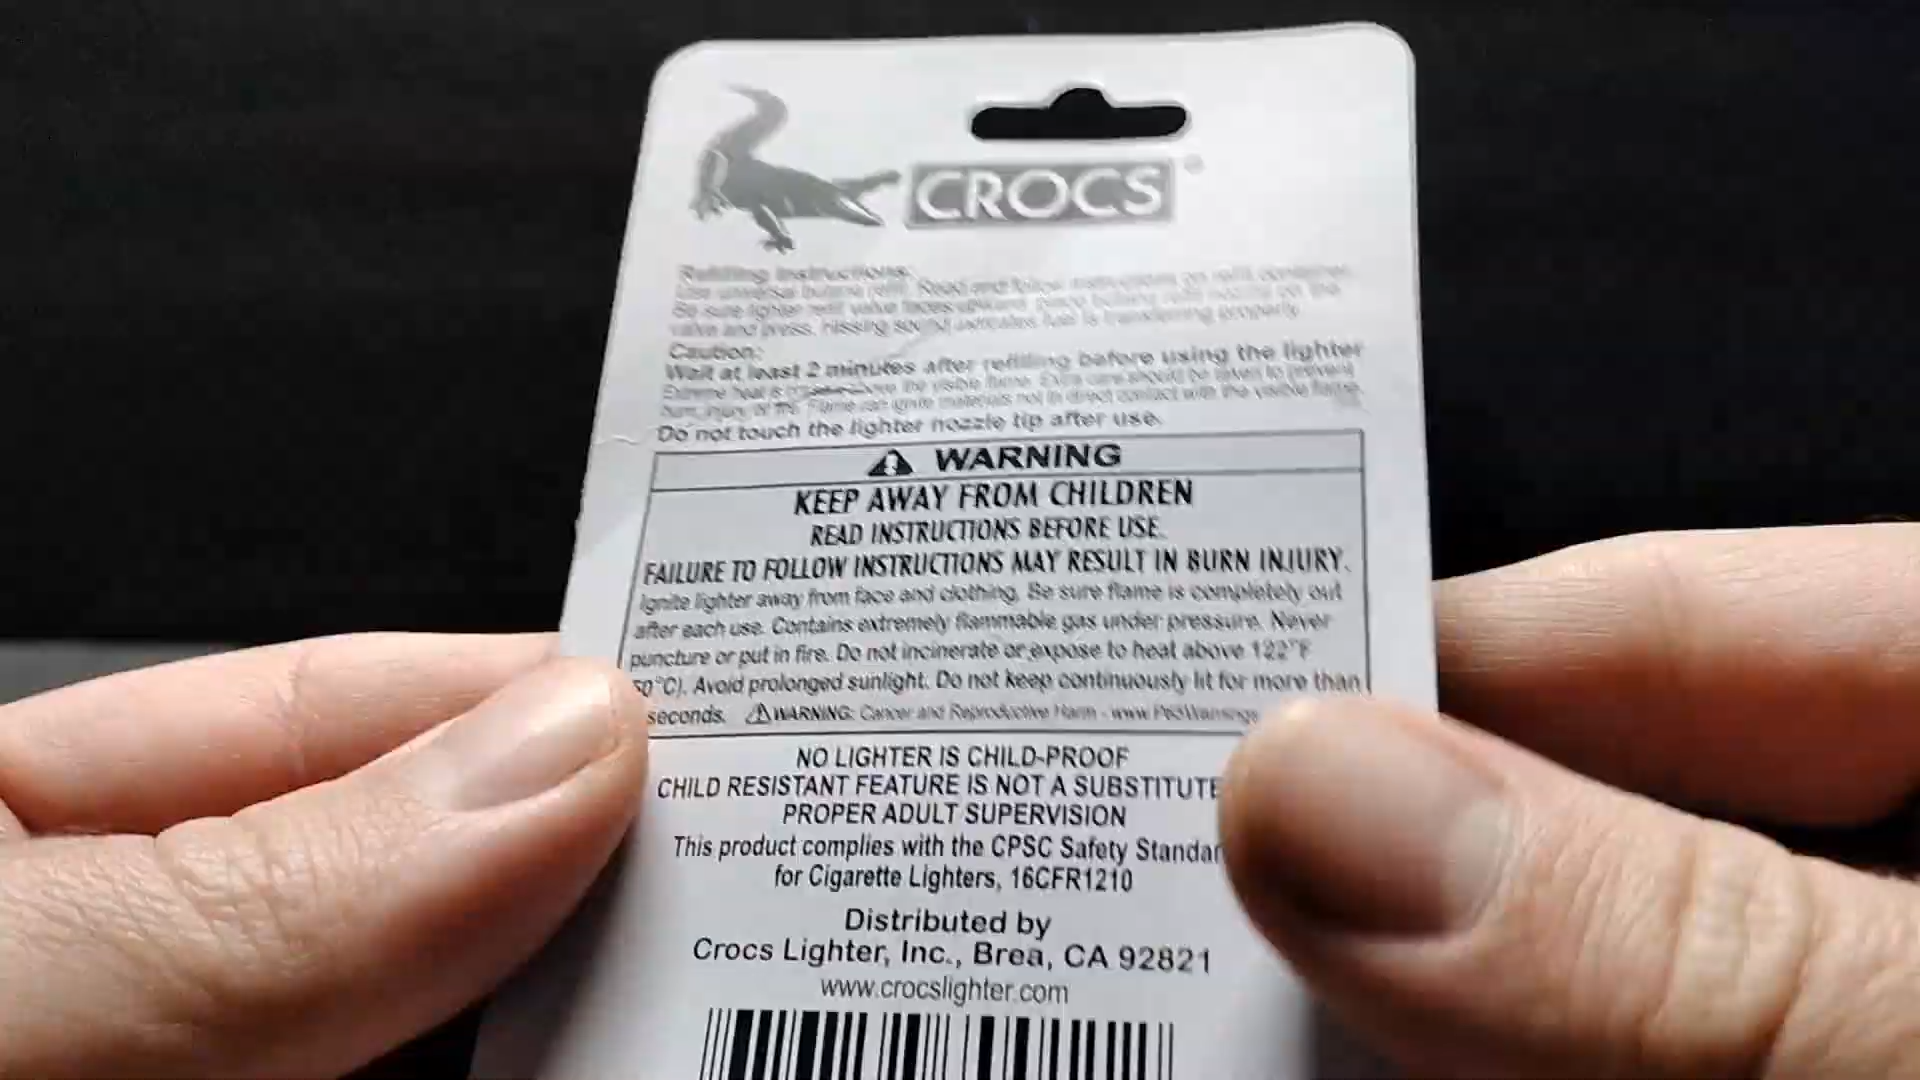 CROCS®
Refilling Instructions:
Use universal butane refill. Read and follow instructions on refill container.
Be sure lighter refill valve faces upward, place butane refill nozzle on the
valve and press. Hissing sound indicates fuel is transferring properly.
Caution:
Wait at least 2 minutes after refilling before using the lighter
Extreme heat is above the visible flame. Extra care should be taken to prevent
burn, injury or fire. Flame can ignite materials not in direct contact with the visible flame.
Do not touch the lighter nozzle tip after use.
WARNING
KEEP AWAY FROM CHILDREN
READ INSTRUCTIONS BEFORE USE.
FAILURE TO FOLLOW INSTRUCTIONS MAY RESULT IN BURN INJURY.
Ignite lighter away from face and clothing. Be sure flame is completely out
after each use. Contains extremely flammable gas under pressure. Never
puncture or put in fire. Do not incinerate or expose to heat above 122°F
50°C). Avoid prolonged sunlight. Do not keep continuously lit for more than
seconds. ⚠WARNING: Cancer and Reproductive Harm - www.P65Warnings
NO LIGHTER IS CHILD-PROOF
CHILD RESISTANT FEATURE IS NOT A SUBSTITUTE
PROPER ADULT SUPERVISION
This product complies with the CPSC Safety Standar
for Cigarette Lighters, 16CFR1210
Distributed by
Crocs Lighter, Inc., Brea, CA 92821
www.crocslighter.com